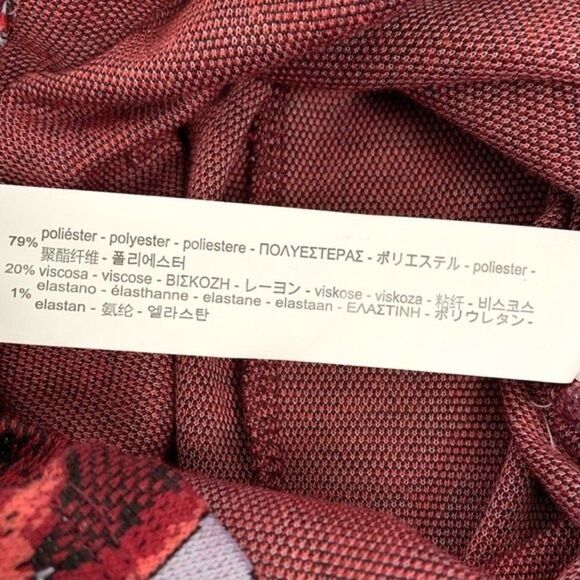 79% poliéster - polyester - poliestere - ΠΟΛΥΕΣΤΕΡΑΣ - ポリエステル - poliester -
聚酯纤维 - 폴리에스터
20% viscosa - viscose - ΒΙΣΚΟΖΗ - レーヨン - viskose - viskoza - 粘纤 - 비스코스
1% elastano - élasthanne - elastane - elastaan - ΕΛΑΣΤΙΝΗ - ポリウレタン -
elastan - 氨纶 - 엘라스탄